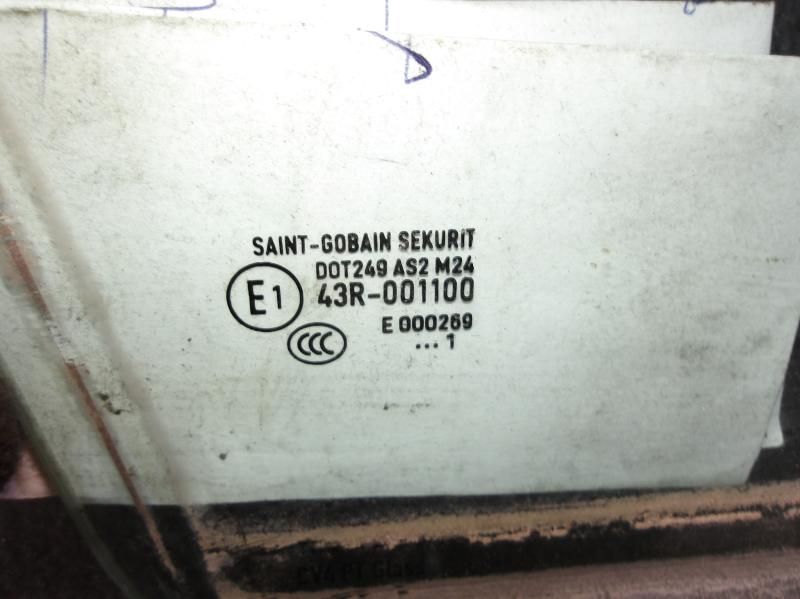 SAINT-GOBAIN SEKURIT
DOT249 AS2 M24
E1 43R-001100
E 000269
CCC
... 1